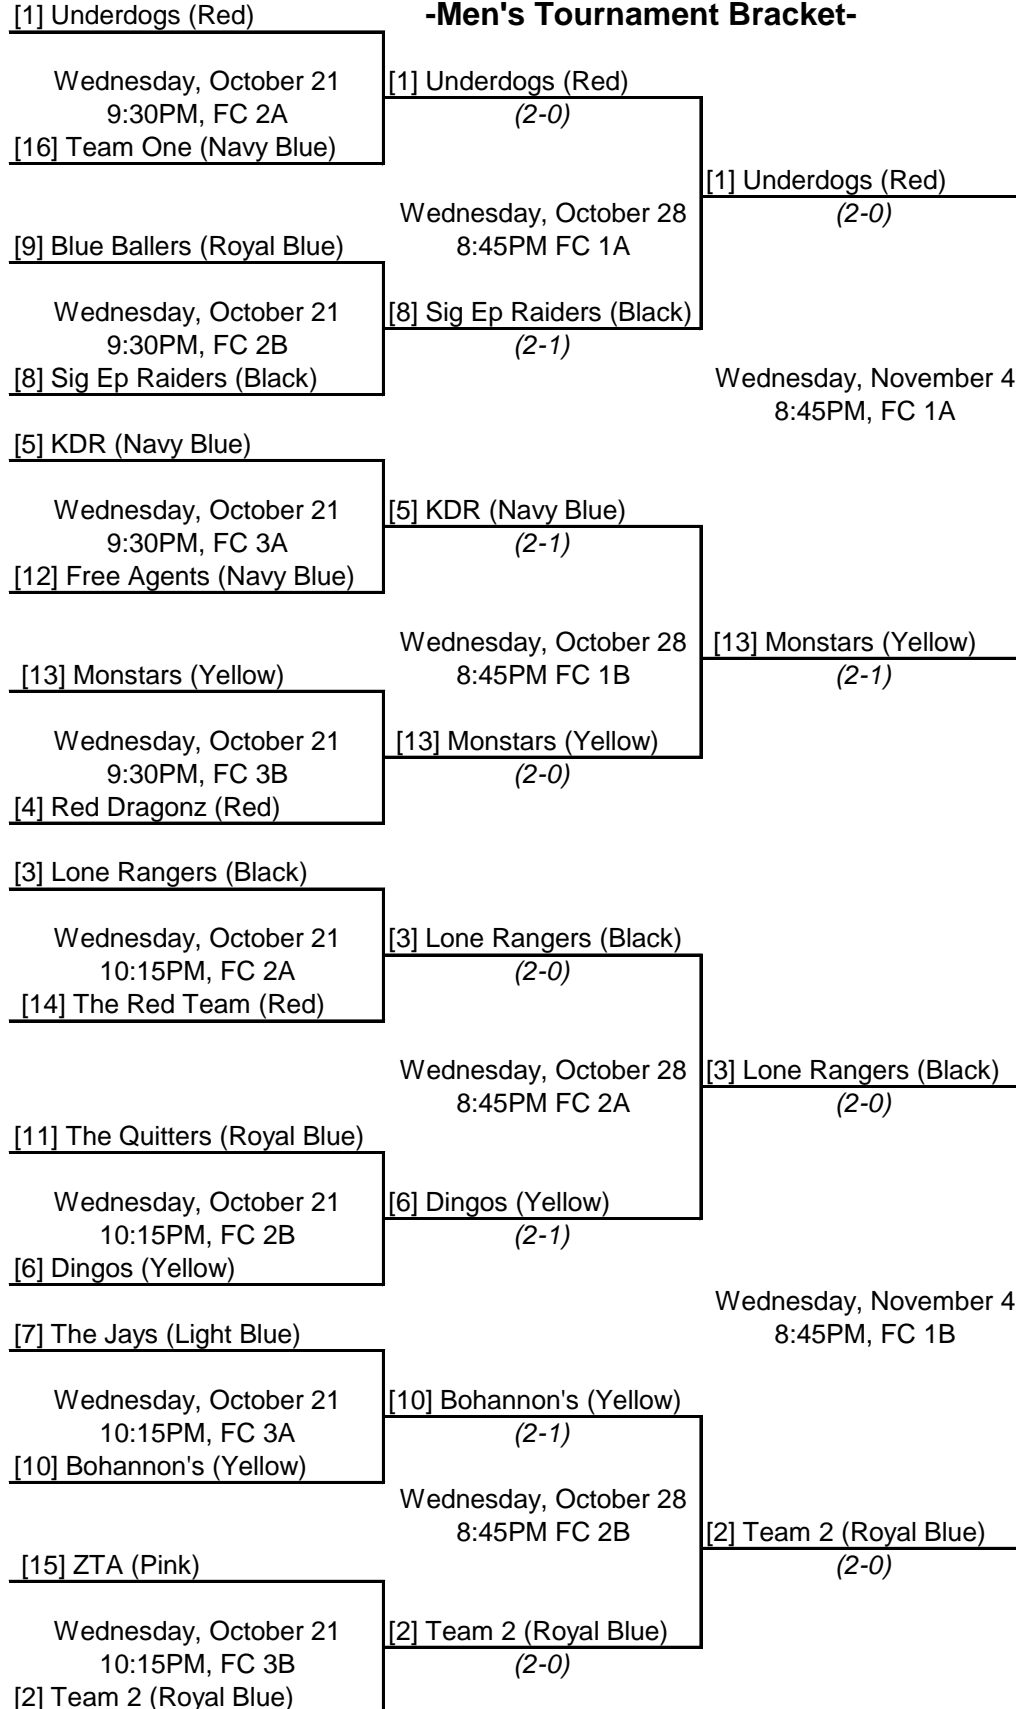 -Men's Tournament Bracket-
[1] Underdogs (Red)
Wednesday, October 21
9:30PM, FC 2A
[16] Team One (Navy Blue)
[1] Underdogs (Red)
(2-0)
[9] Blue Ballers (Royal Blue)
Wednesday, October 21
9:30PM, FC 2B
[8] Sig Ep Raiders (Black)
[8] Sig Ep Raiders (Black)
(2-1)
Wednesday, October 28
8:45PM FC 1A
[1] Underdogs (Red)
(2-0)
[5] KDR (Navy Blue)
Wednesday, October 21
9:30PM, FC 3A
[12] Free Agents (Navy Blue)
[5] KDR (Navy Blue)
(2-1)
[13] Monstars (Yellow)
Wednesday, October 21
9:30PM, FC 3B
[4] Red Dragonz (Red)
[13] Monstars (Yellow)
(2-0)
Wednesday, October 28
8:45PM FC 1B
[13] Monstars (Yellow)
(2-1)
Wednesday, November 4
8:45PM, FC 1A
[3] Lone Rangers (Black)
Wednesday, October 21
10:15PM, FC 2A
[14] The Red Team (Red)
[3] Lone Rangers (Black)
(2-0)
[11] The Quitters (Royal Blue)
Wednesday, October 21
10:15PM, FC 2B
[6] Dingos (Yellow)
[6] Dingos (Yellow)
(2-1)
Wednesday, October 28
8:45PM FC 2A
[3] Lone Rangers (Black)
(2-0)
[7] The Jays (Light Blue)
Wednesday, October 21
10:15PM, FC 3A
[10] Bohannon's (Yellow)
[10] Bohannon's (Yellow)
(2-1)
[15] ZTA (Pink)
Wednesday, October 21
10:15PM, FC 3B
[2] Team 2 (Royal Blue)
[2] Team 2 (Royal Blue)
(2-0)
Wednesday, October 28
8:45PM FC 2B
[2] Team 2 (Royal Blue)
(2-0)
Wednesday, November 4
8:45PM, FC 1B